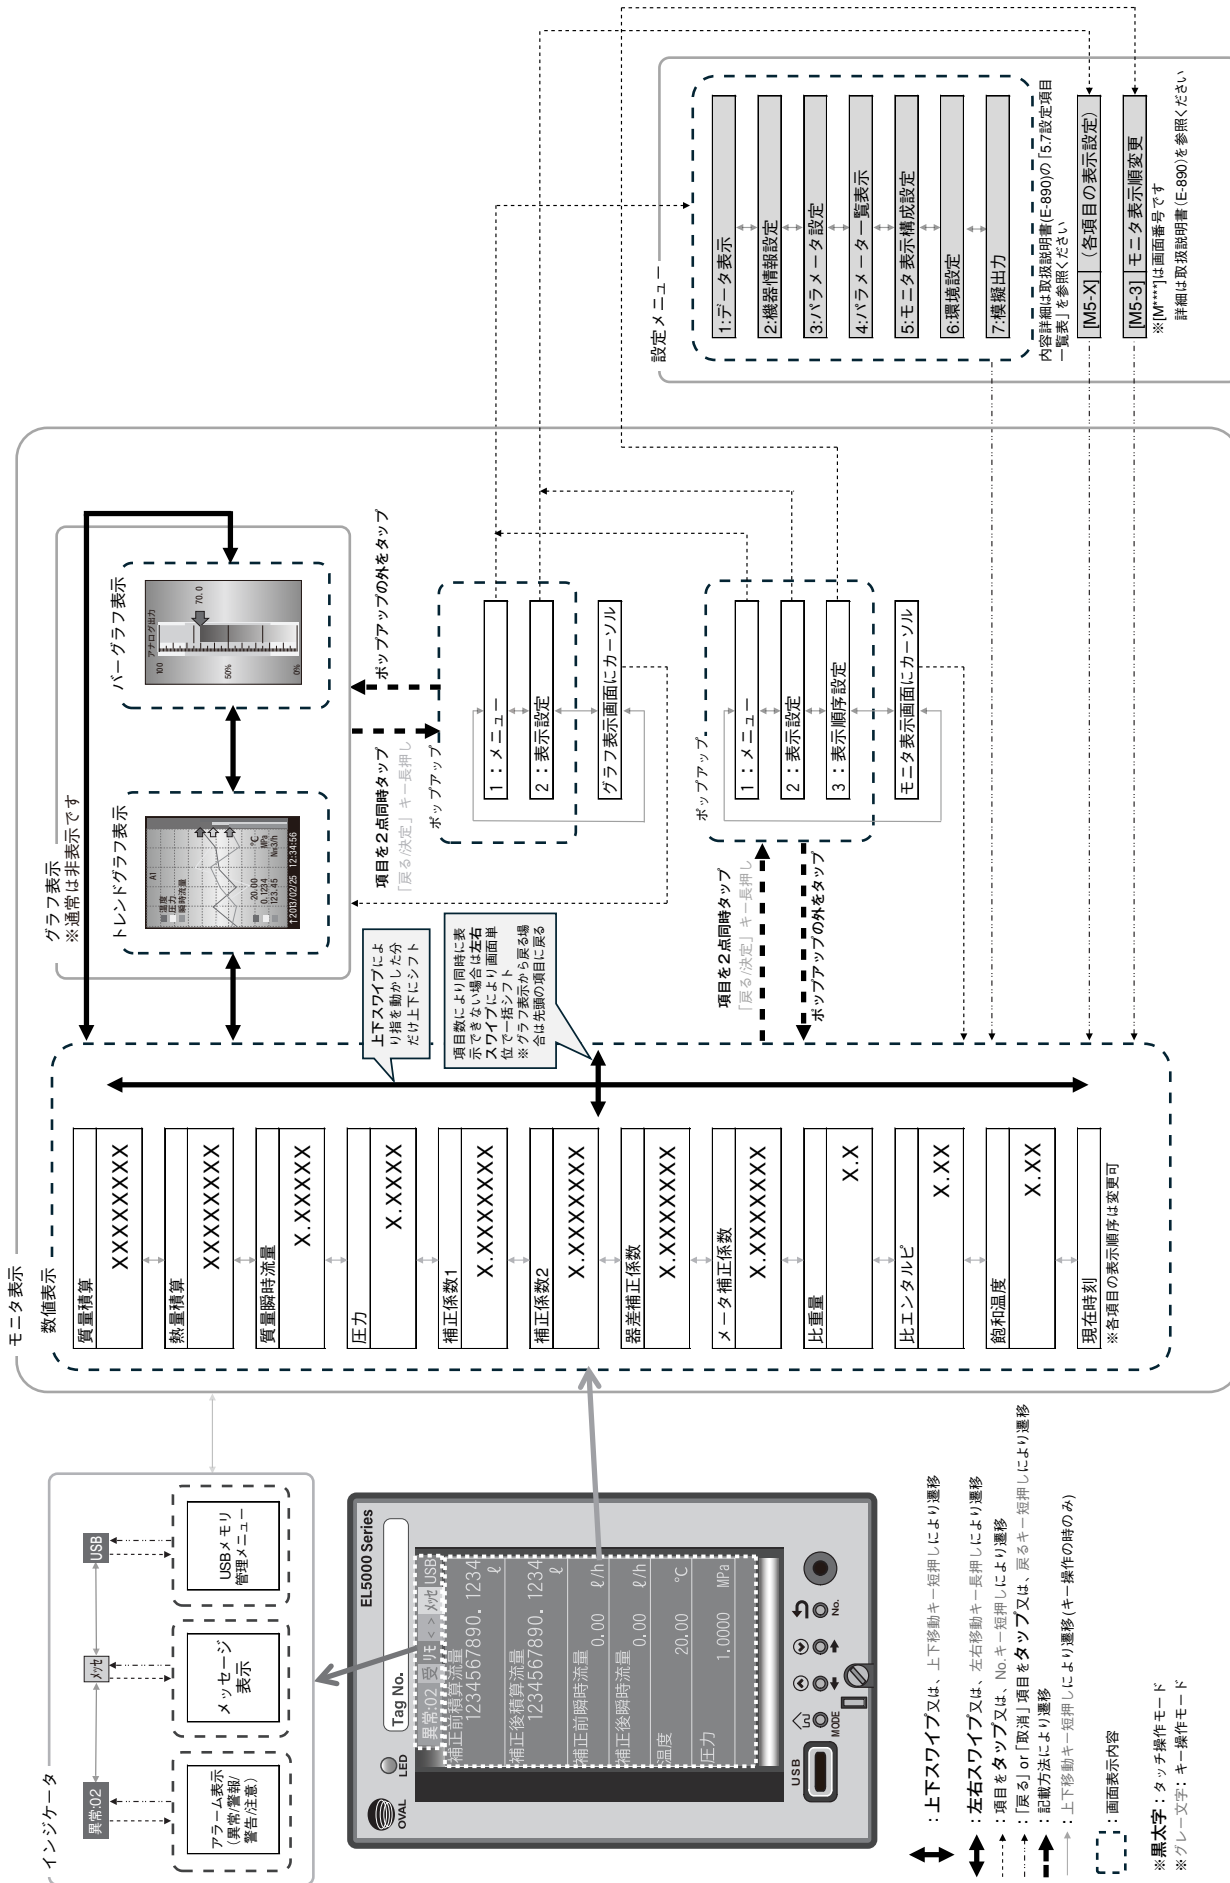 インジケータ
異常:02
メッセ
USB
アラーム表示
(異常/警報/
警告/注意)
メッセージ
表示
USBメモリ
管理メニュー
OVAL
LED
Tag No.
EL5000 Series
異常:02 受 リモ < > メッセ USB
補正前積算流量
1234567890. 1234
ℓ
補正後積算流量
1234567890. 1234
ℓ
補正前瞬時流量
0.00 ℓ/h
補正後瞬時流量
0.00 ℓ/h
温度
20.00 ℃
圧力
1.0000 MPa
USB
MODE
No.
：上下スワイプ又は、上下移動キー短押しにより遷移
：左右スワイプ又は、左右移動キー長押しにより遷移
：項目をタップ又は、No.キー短押しにより遷移
：「戻る」or「取消」項目をタップ又は、戻るキー短押しにより遷移
：記載方法により遷移
：上下移動キー短押しにより遷移(キー操作の時のみ)
：画面表示内容
※黒太字：タッチ操作モード
※グレー文字：キー操作モード
モニタ表示
数値表示
質量積算
XXXXXXXX
熱量積算
XXXXXXXX
質量瞬時流量
X.XXXXX
圧力
X.XXXX
補正係数1
X.XXXXXXX
補正係数2
X.XXXXXXX
器差補正係数
X.XXXXXXX
メータ補正係数
X.XXXXXXX
比重量
X.X
比エンタルピ
X.XX
飽和温度
X.XX
現在時刻
※各項目の表示順序は変更可
上下スワイプによ
り指を動かした分
だけ上下にシフト
項目数により同時に表
示できない場合は左右
スワイプにより画面単
位で一括シフト
※グラフ表示から戻る場
合は先頭の項目に戻る
グラフ表示
※通常は非表示です
トレンドグラフ表示
A1
温度
圧力
瞬時流量
20.00 ℃
0.1234 MPa
123.45 Nm3/h
↑2013/02/25 12:34:56
バーグラフ表示
アナログ出力
100
50%
0%
70.0
項目を2点同時タップ
「戻る/決定」キー長押し
ポップアップの外をタップ
ポップアップ
1：メニュー
2：表示設定
グラフ表示画面にカーソル
項目を2点同時タップ
「戻る/決定」キー長押し
ポップアップの外をタップ
ポップアップ
1：メニュー
2：表示設定
3：表示順序設定
モニタ表示画面にカーソル
設定メニュー
1:データ表示
2:機器情報設定
3:パラメータ設定
4:パラメーター覧表示
5:モニタ表示構成設定
6:環境設定
7:模擬出力
内容詳細は取扱説明書(E-890)の「5.7設定項目
一覧表」を参照ください
[M5-X] (各項目の表示設定)
[M5-3] モニタ表示順変更
※[M****]は画面番号です
詳細は取扱説明書(E-890)を参照ください